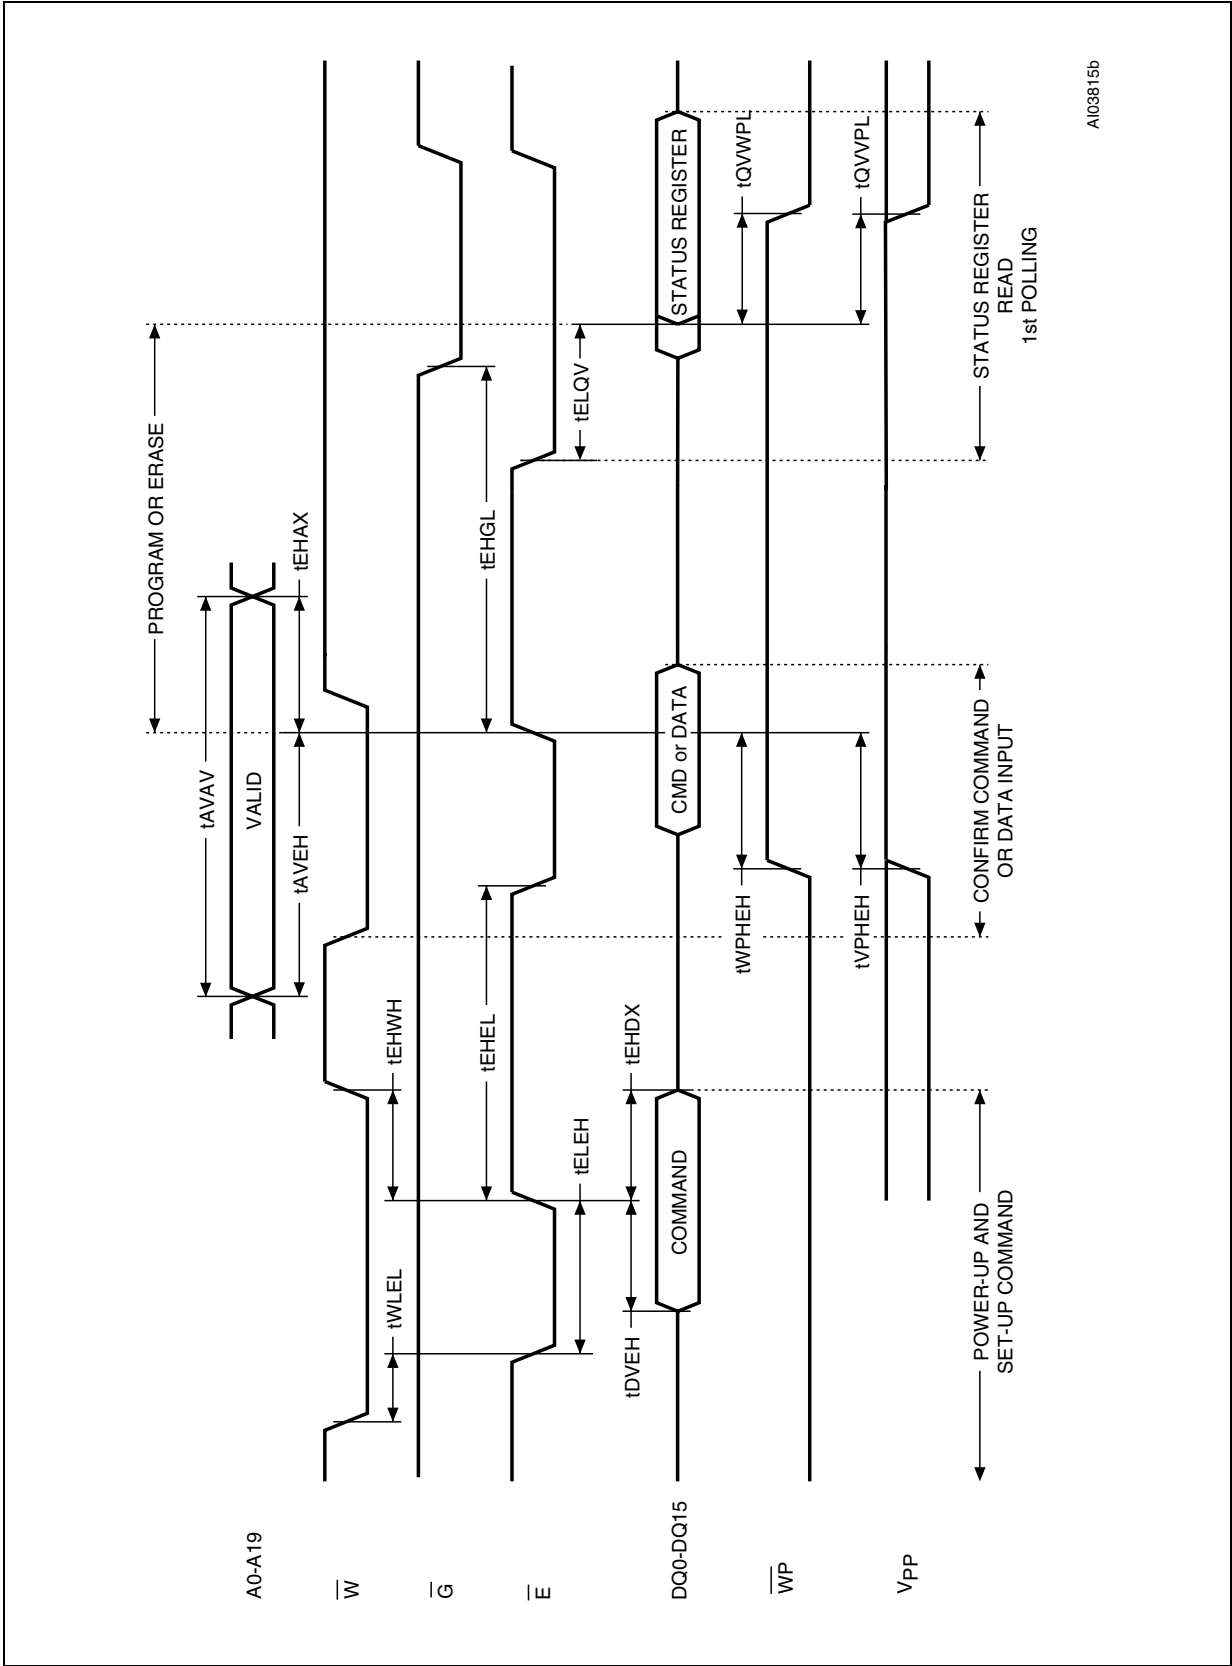 PROGRAM OR ERASE
tAVAV
A0-A19
VALID
tAVEH
tEHAX
W
tWLEL
tEHWH
G
tEHEL
tEHGL
E
tELEH
tELQV
tDVEH
tEHDX
DQ0-DQ15
COMMAND
CMD or DATA
STATUS REGISTER
tWPHEH
tQVWPL
WP
tVPHEH
tQVVPL
VPP
POWER-UP AND
SET-UP COMMAND
CONFIRM COMMAND
OR DATA INPUT
STATUS REGISTER
READ
1st POLLING
AI03815b